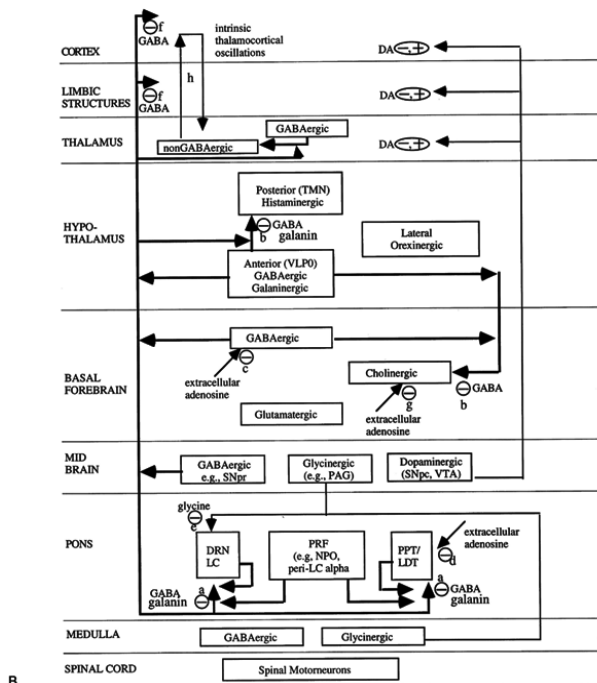 f
GABA
intrinsic
thalamocortical
oscillations
CORTEX
DA -,+
h
LIMBIC
STRUCTURES
f
GABA
DA -,+
THALAMUS
GABAergic
nonGABAergic
DA -,+
Posterior (TMN)
Histaminergic
HYPO-
THALAMUS
GABA
b galanin
Lateral
Orexinergic
Anterior (VLP0)
GABAergic
Galaninergic
GABAergic
c
extracellular
adenosine
BASAL
FOREBRAIN
Cholinergic
GABA
b
g
extracellular
adenosine
Glutamatergic
MID
BRAIN
GABAergic
e.g., SNpr
Glycinergic
(e.g., PAG)
Dopaminergic
(SNpc, VTA)
glycine
e
PONS
DRN
LC
PRF
(e.g, NPO,
peri-LC alpha
PPT/
LDT
extracellular
adenosine
d
GABA
galanin
a
a
GABA
galanin
MEDULLA
GABAergic
Glycinergic
SPINAL CORD
Spinal Motorneurons
B